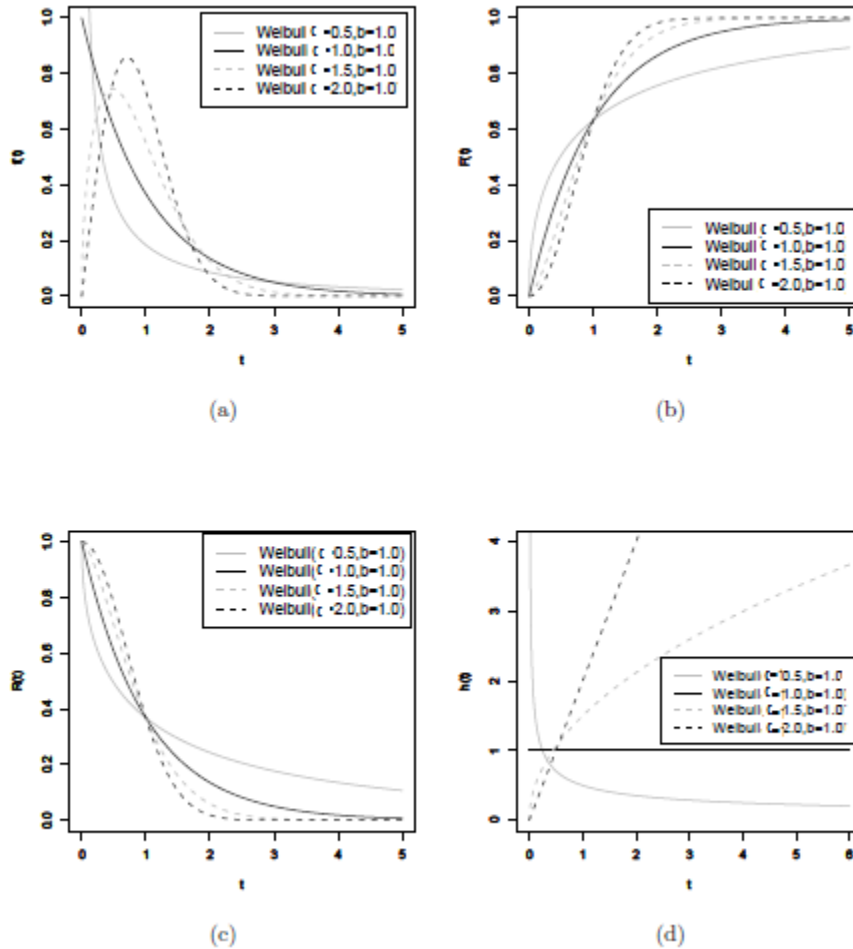 Weibull ( =0.5,b=1.0
Weibull ( =1.0,b=1.0
Weibull ( =1.5,b=1.0
Weibull ( =2.0,b=1.0
f(t)
0.0 0.2 0.4 0.6 0.8 1.0
0 1 2 3 4 5
t
(a)
Weibull ( =0.5,b=1.0
Weibull ( =1.0,b=1.0
Weibull ( =1.5,b=1.0
Weibull ( =2.0,b=1.0
F(t)
0.0 0.2 0.4 0.6 0.8 1.0
0 1 2 3 4 5
t
(b)
Weibull( 0.5,b=1.0)
Weibull( 1.0,b=1.0)
Weibull( 1.5,b=1.0)
Weibull( 2.0,b=1.0)
R(t)
0.0 0.2 0.4 0.6 0.8 1.0
0 1 2 3 4 5
t
(c)
Weibull 0.5,b=1.0
Weibull 1.0,b=1.0
Weibull 1.5,b=1.0
Weibull 2.0,b=1.0
h(t)
0 1 2 3 4
0 1 2 3 4 5 6
t
(d)